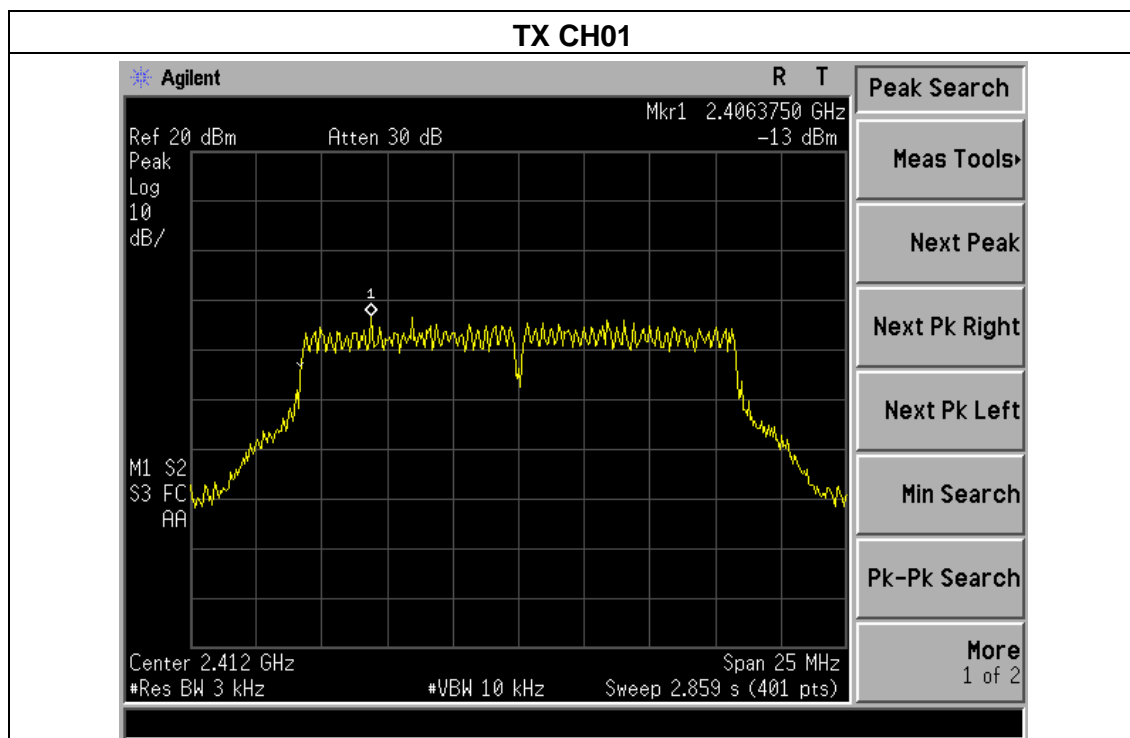 TX CH01
Agilent
R T
Mkr1 2.4063750 GHz
Ref 20 dBm Atten 30 dB -13 dBm
Peak
Log
10
dB/
1
M1 S2
S3 FC
AA
Center 2.412 GHz Span 25 MHz
#Res BW 3 kHz #VBW 10 kHz Sweep 2.859 s (401 pts)
Peak Search
Meas Tools
Next Peak
Next Pk Right
Next Pk Left
Min Search
Pk-Pk Search
More
1 of 2